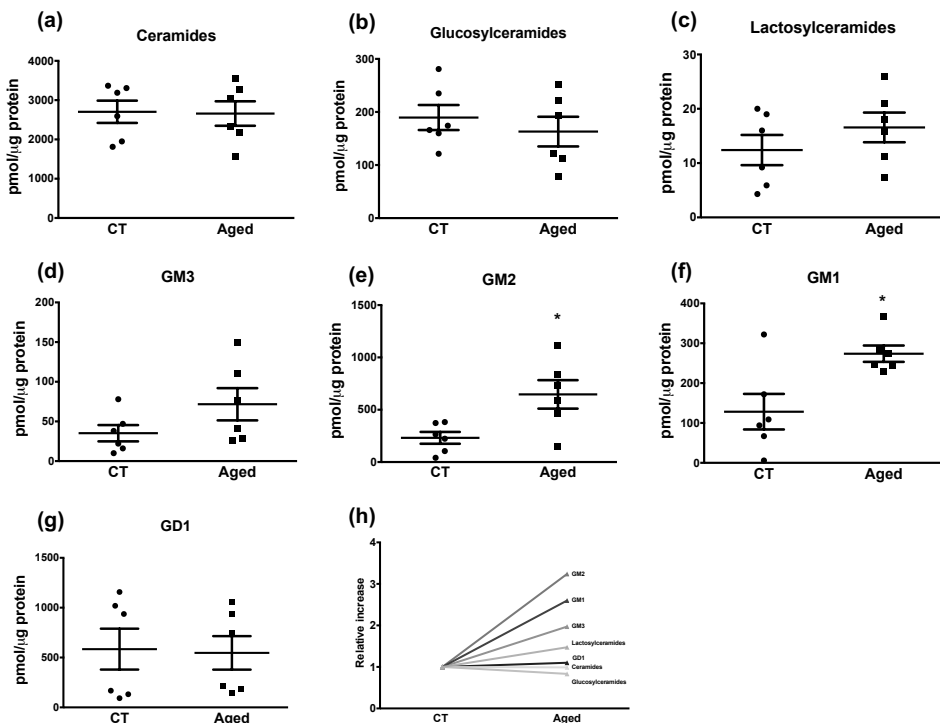 (a)
Ceramides
pmol/µg protein
4000
3000
2000
1000
0
CT
Aged
(b)
Glucosylceramides
pmol/µg protein
300
200
100
0
CT
Aged
(c)
Lactosylceramides
pmol/µg protein
30
20
10
0
CT
Aged
(d)
GM3
pmol/µg protein
200
150
100
50
0
CT
Aged
(e)
GM2
pmol/µg protein
1500
1000
500
0
*
CT
Aged
(f)
GM1
pmol/µg protein
400
300
200
100
0
*
CT
Aged
(g)
GD1
pmol/µg protein
1500
1000
500
0
CT
Aged
(h)
Relative increase
4
3
2
1
0
GM2
GM1
GM3
Lactosylceramides
GD1
Ceramides
Glucosylceramides
CT
Aged